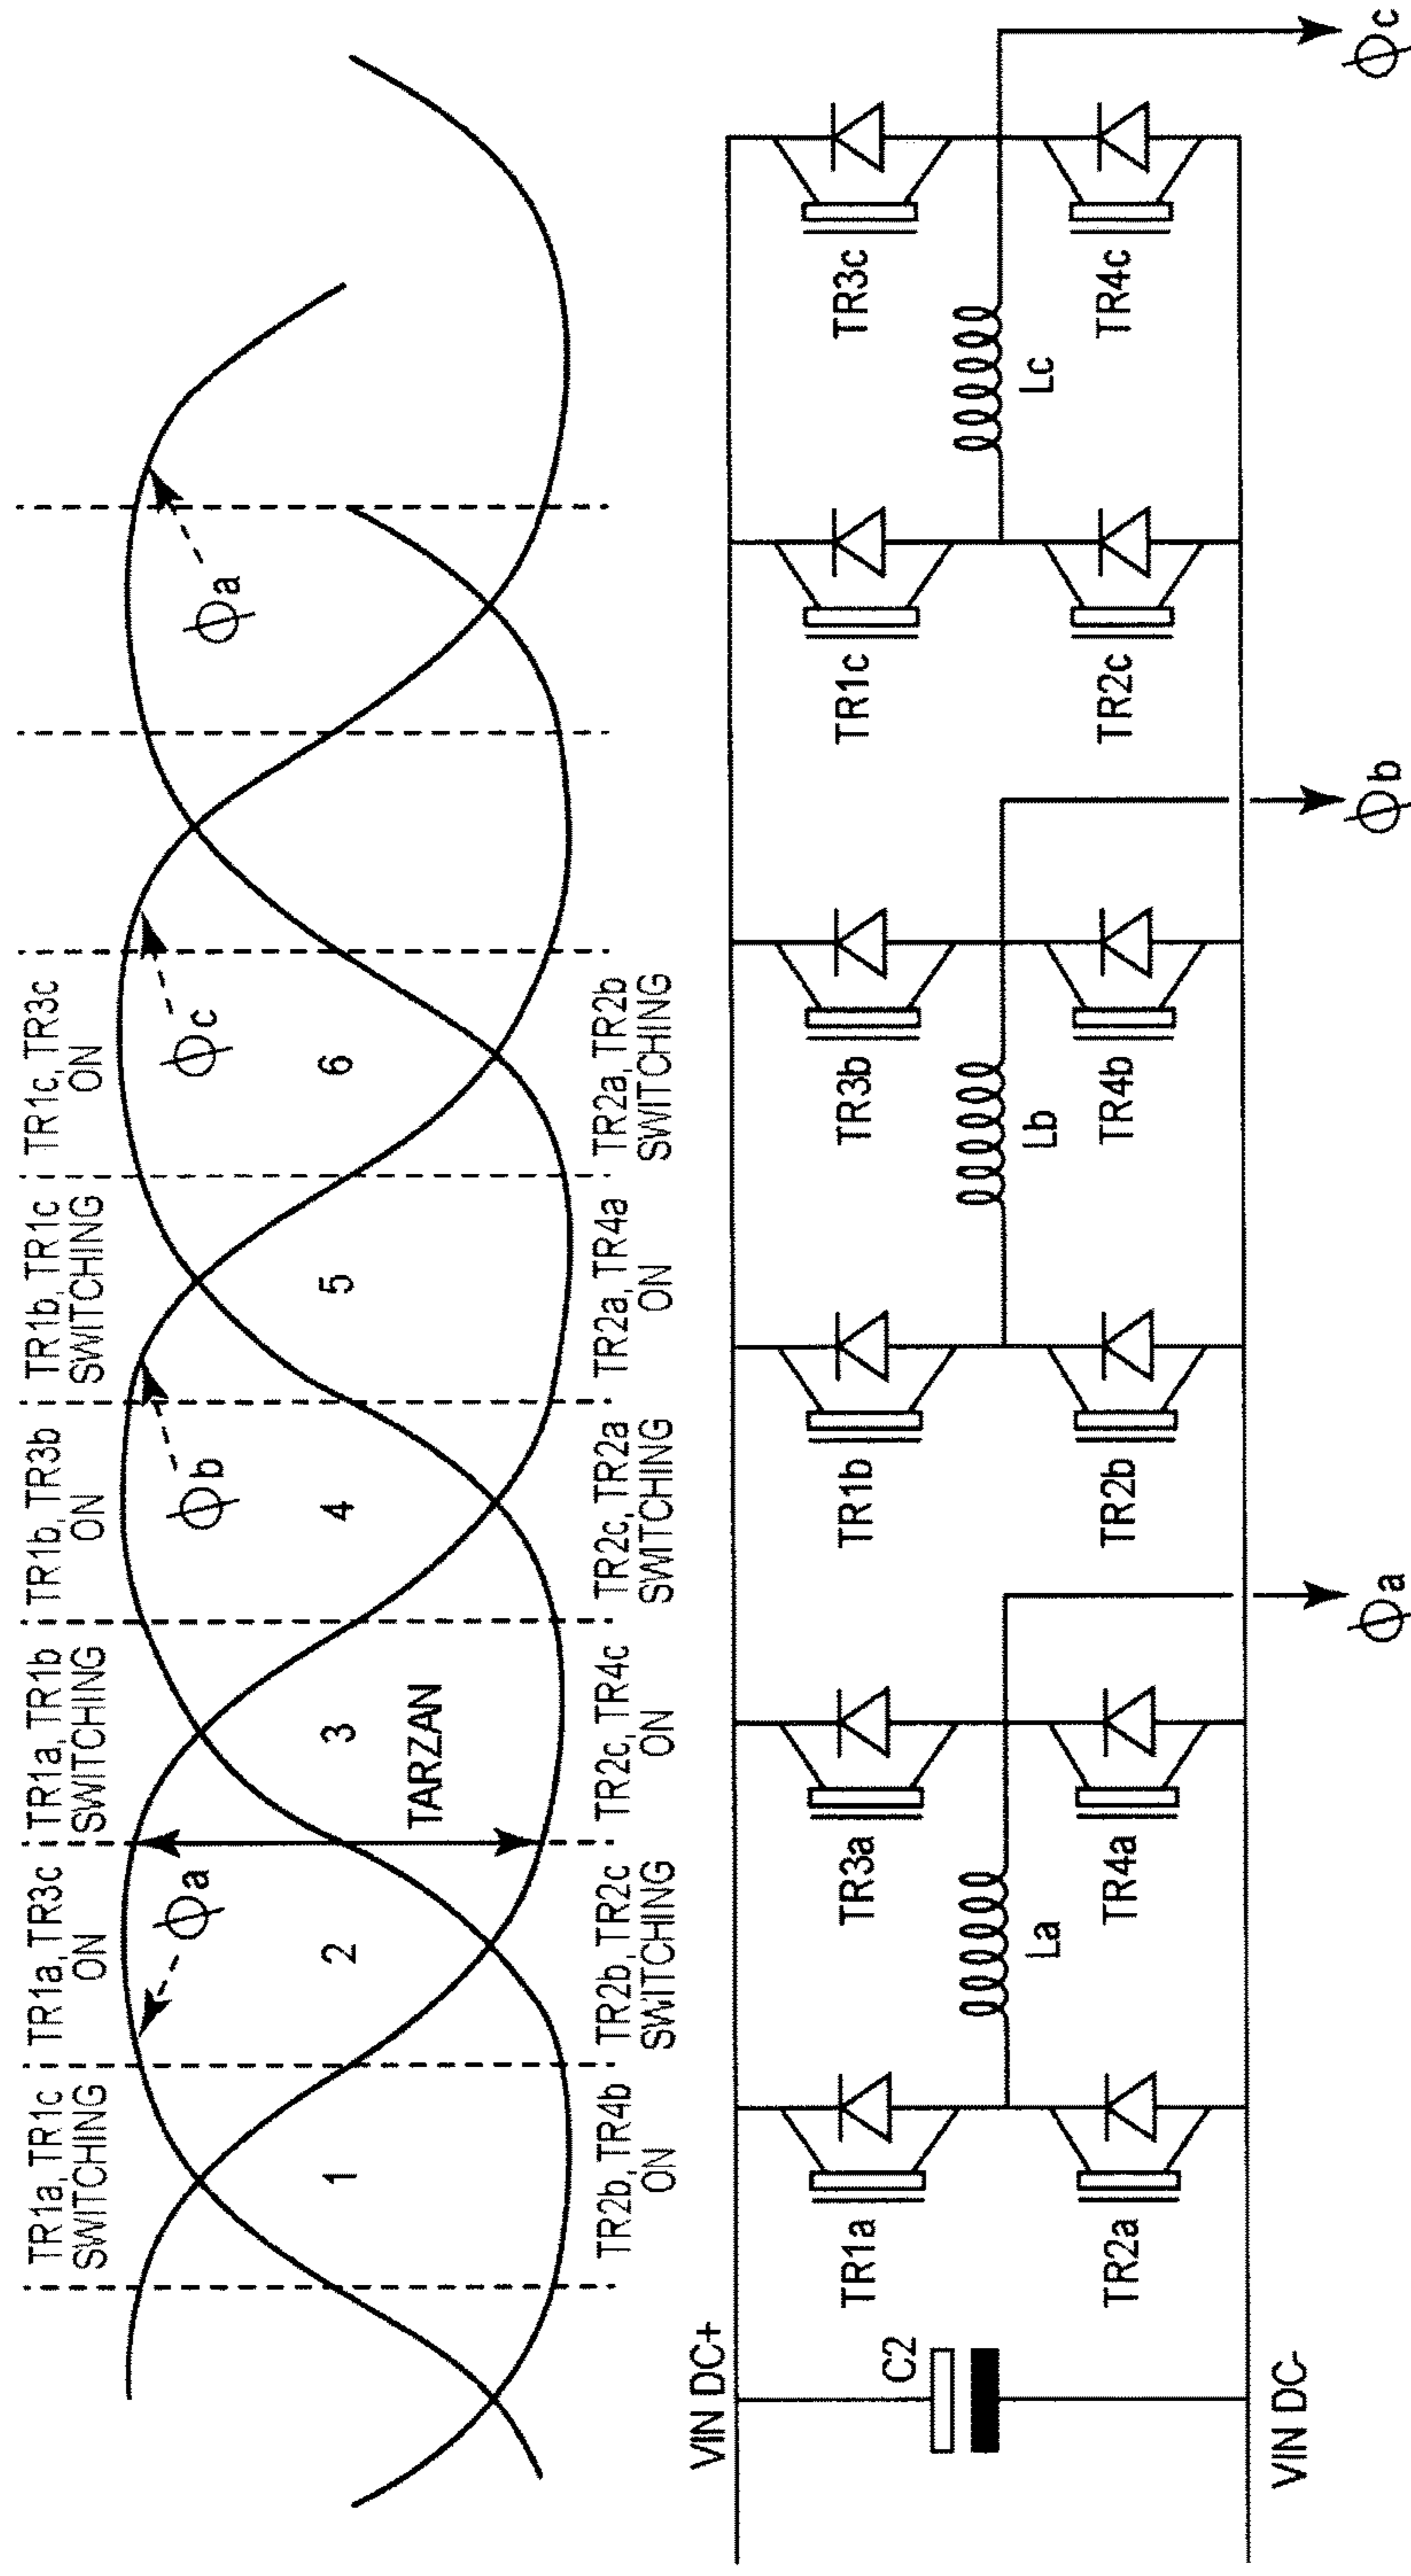 TR1a, TR1c
SWITCHING
TR1a, TR3c
ON
TR1a, TR1b
SWITCHING
TR1b, TR3b
ON
TR1b, TR1c
SWITCHING
TR1c, TR3c
ON
ϕa
ϕb
ϕc
ϕa
1
2
3
4
5
6
TARZAN
TR2b, TR4b
ON
TR2b, TR2c
SWITCHING
TR2c, TR4c
ON
TR2c, TR2a
SWITCHING
TR2a, TR4a
ON
TR2a, TR2b
SWITCHING
VIN DC+
C2
TR1a
TR3a
TR1b
TR3b
TR1c
TR3c
La
Lb
Lc
TR2a
TR4a
TR2b
TR4b
TR2c
TR4c
VIN DC-
ϕa
ϕb
ϕc